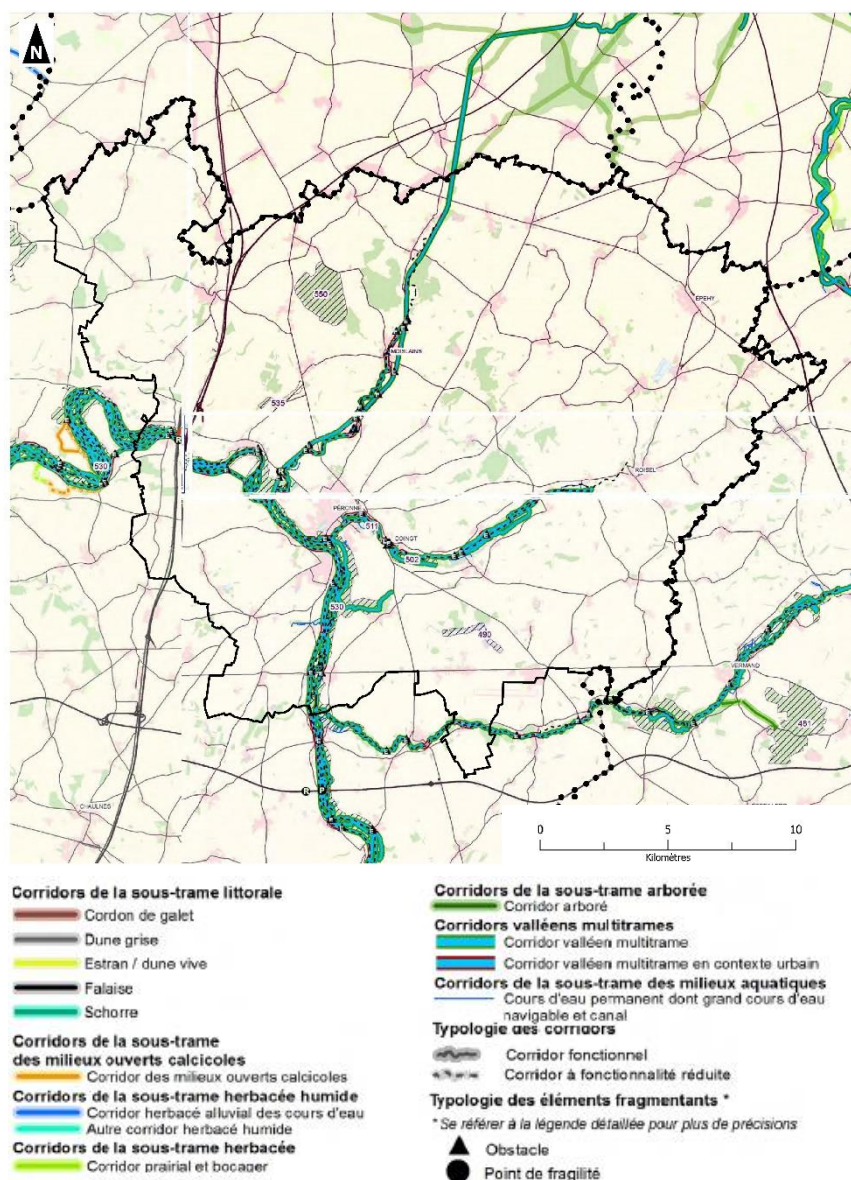 N
550
EPEHY
MOISLAINS
535
530
ROISEL
PÉRONNE
511
DOINGT
502
530
490
VERMAND
481
R
CHAULNES
0 5 10
Kilomètres
Corridors de la sous-trame littorale
Cordon de galet
Dune grise
Estran / dune vive
Falaise
Schorre
Corridors de la sous-trame
des milieux ouverts calcicoles
Corridor des milieux ouverts calcicoles
Corridors de la sous-trame herbacée humide
Corridor herbacé alluvial des cours d'eau
Autre corridor herbacé humide
Corridors de la sous-trame herbacée
Corridor prairial et bocager
Corridors de la sous-trame arborée
Corridor arboré
Corridors valléens multitrames
Corridor valléen multitrame
Corridor valléen multitrame en contexte urbain
Corridors de la sous-trame des milieux aquatiques
Cours d'eau permanent dont grand cours d'eau
navigable et canal
Typologie des corridors
Corridor fonctionnel
Corridor à fonctionnalité réduite
Typologie des éléments fragmentants *
* Se référer à la légende détaillée pour plus de précisions
Obstacle
Point de fragilité